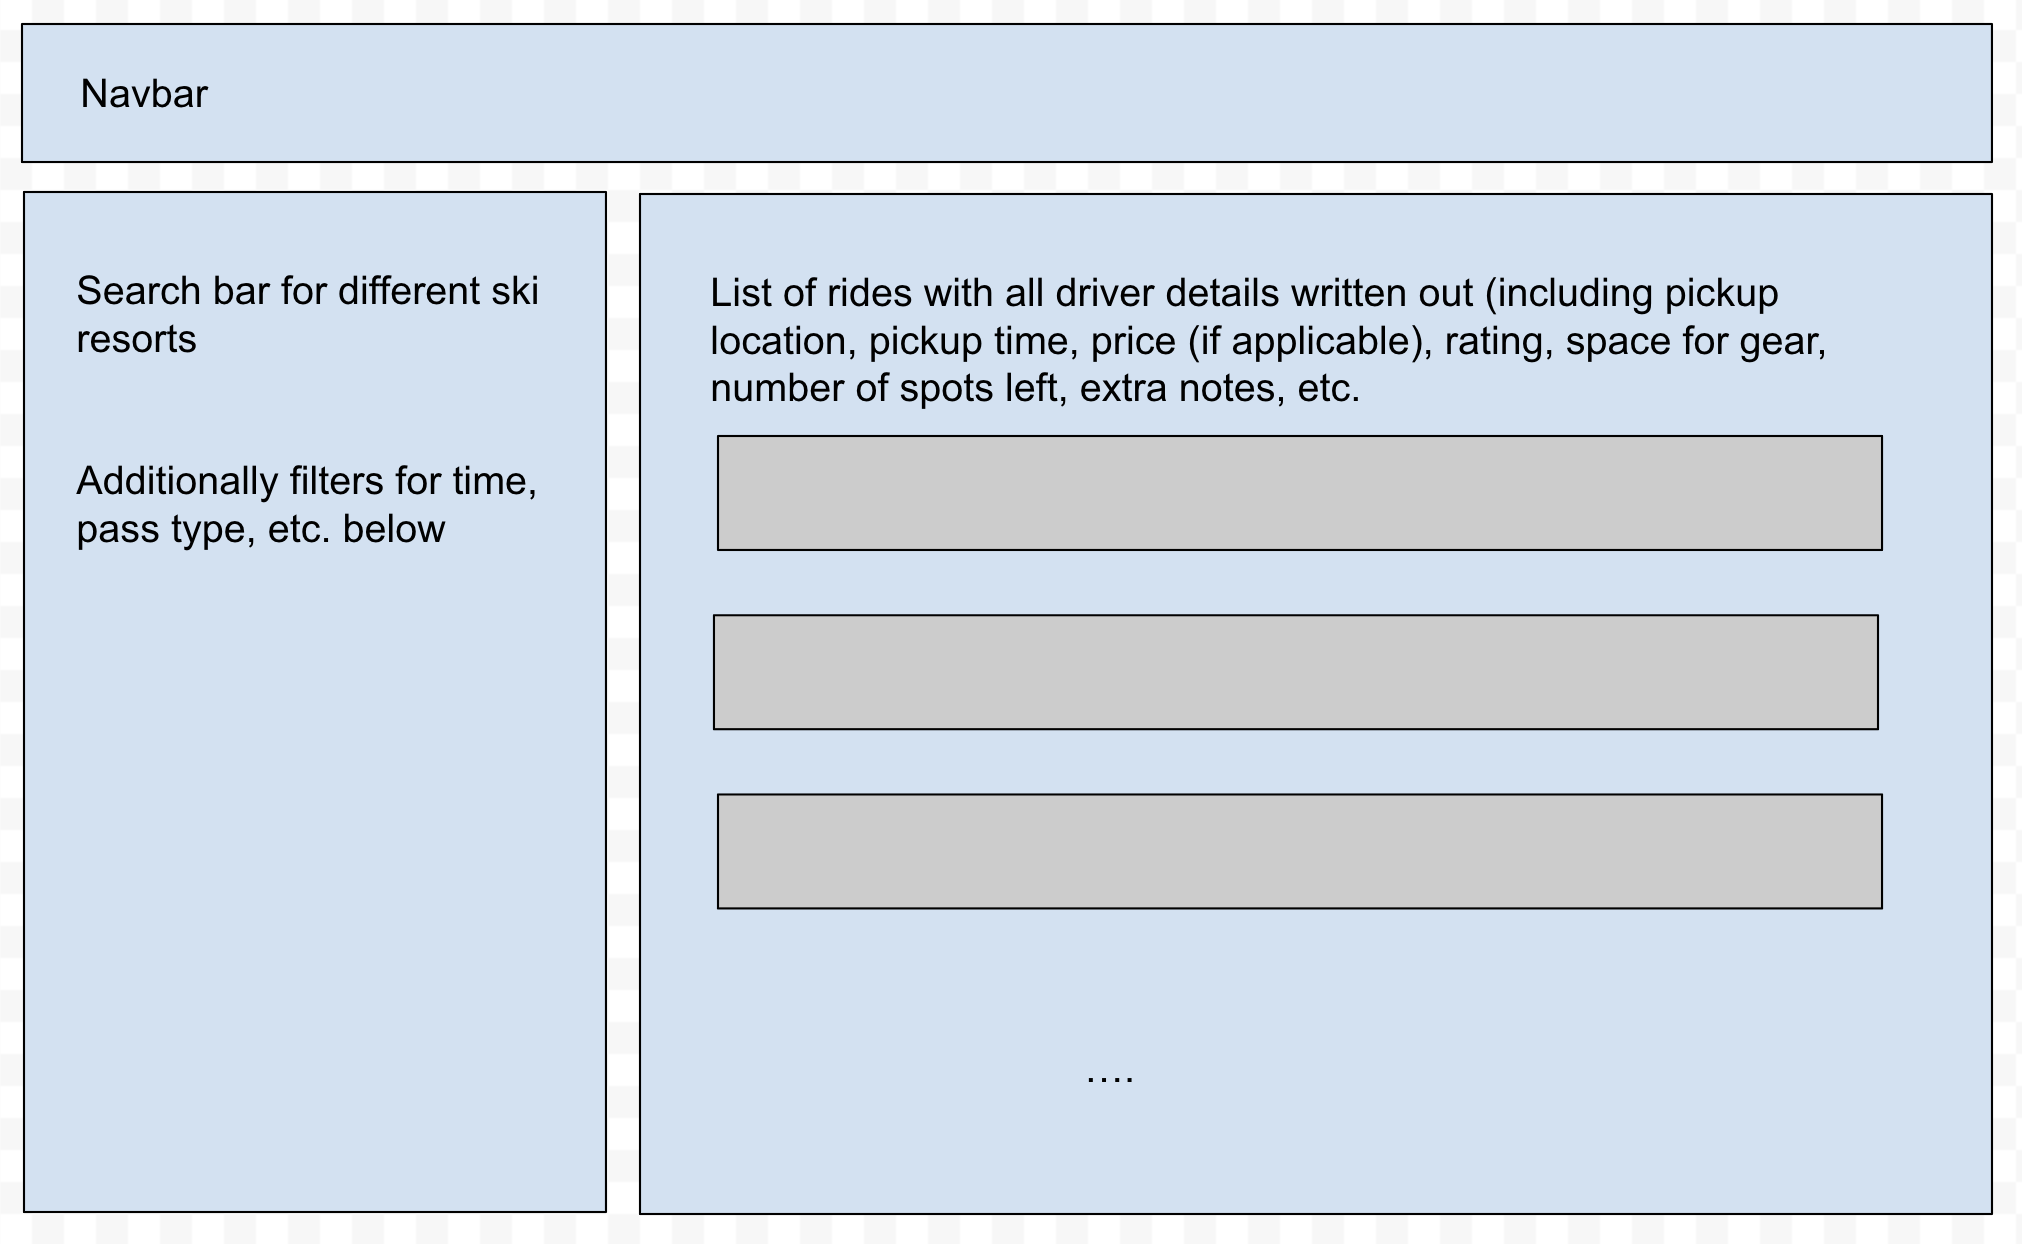 Navbar
Search bar for different ski
resorts
Additionally filters for time,
pass type, etc. below
List of rides with all driver details written out (including pickup
location, pickup time, price (if applicable), rating, space for gear,
number of spots left, extra notes, etc.
....